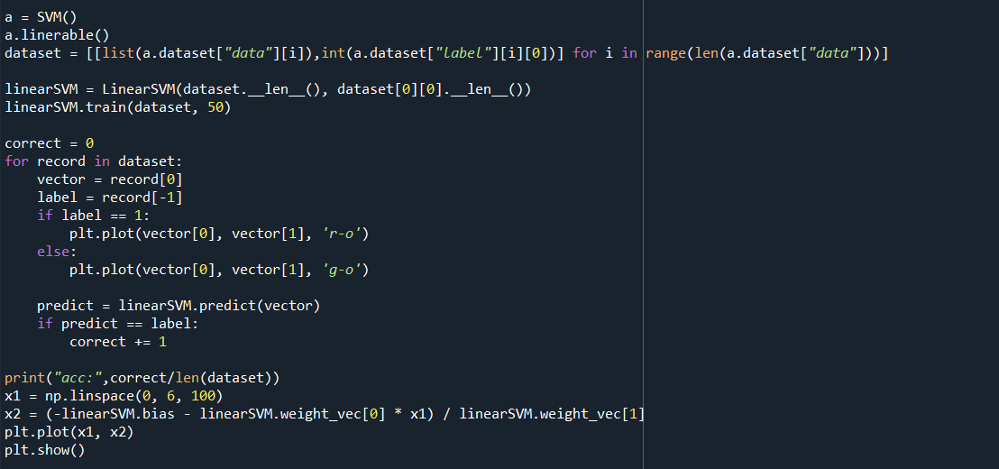 a = SVM()
a.linerable()
dataset = [[list(a.dataset["data"][i]),int(a.dataset["label"][i][0])] for i in range(len(a.dataset["data"]))]
linearSVM = LinearSVM(dataset.__len__(), dataset[0][0].__len__())
linearSVM.train(dataset, 50)
correct = 0
for record in dataset:
    vector = record[0]
    label = record[-1]
    if label == 1:
        plt.plot(vector[0], vector[1], 'r-o')
    else:
        plt.plot(vector[0], vector[1], 'g-o')
    predict = linearSVM.predict(vector)
    if predict == label:
        correct += 1
print("acc:",correct/len(dataset))
x1 = np.linspace(0, 6, 100)
x2 = (-linearSVM.bias - linearSVM.weight_vec[0] * x1) / linearSVM.weight_vec[1]
plt.plot(x1, x2)
plt.show()